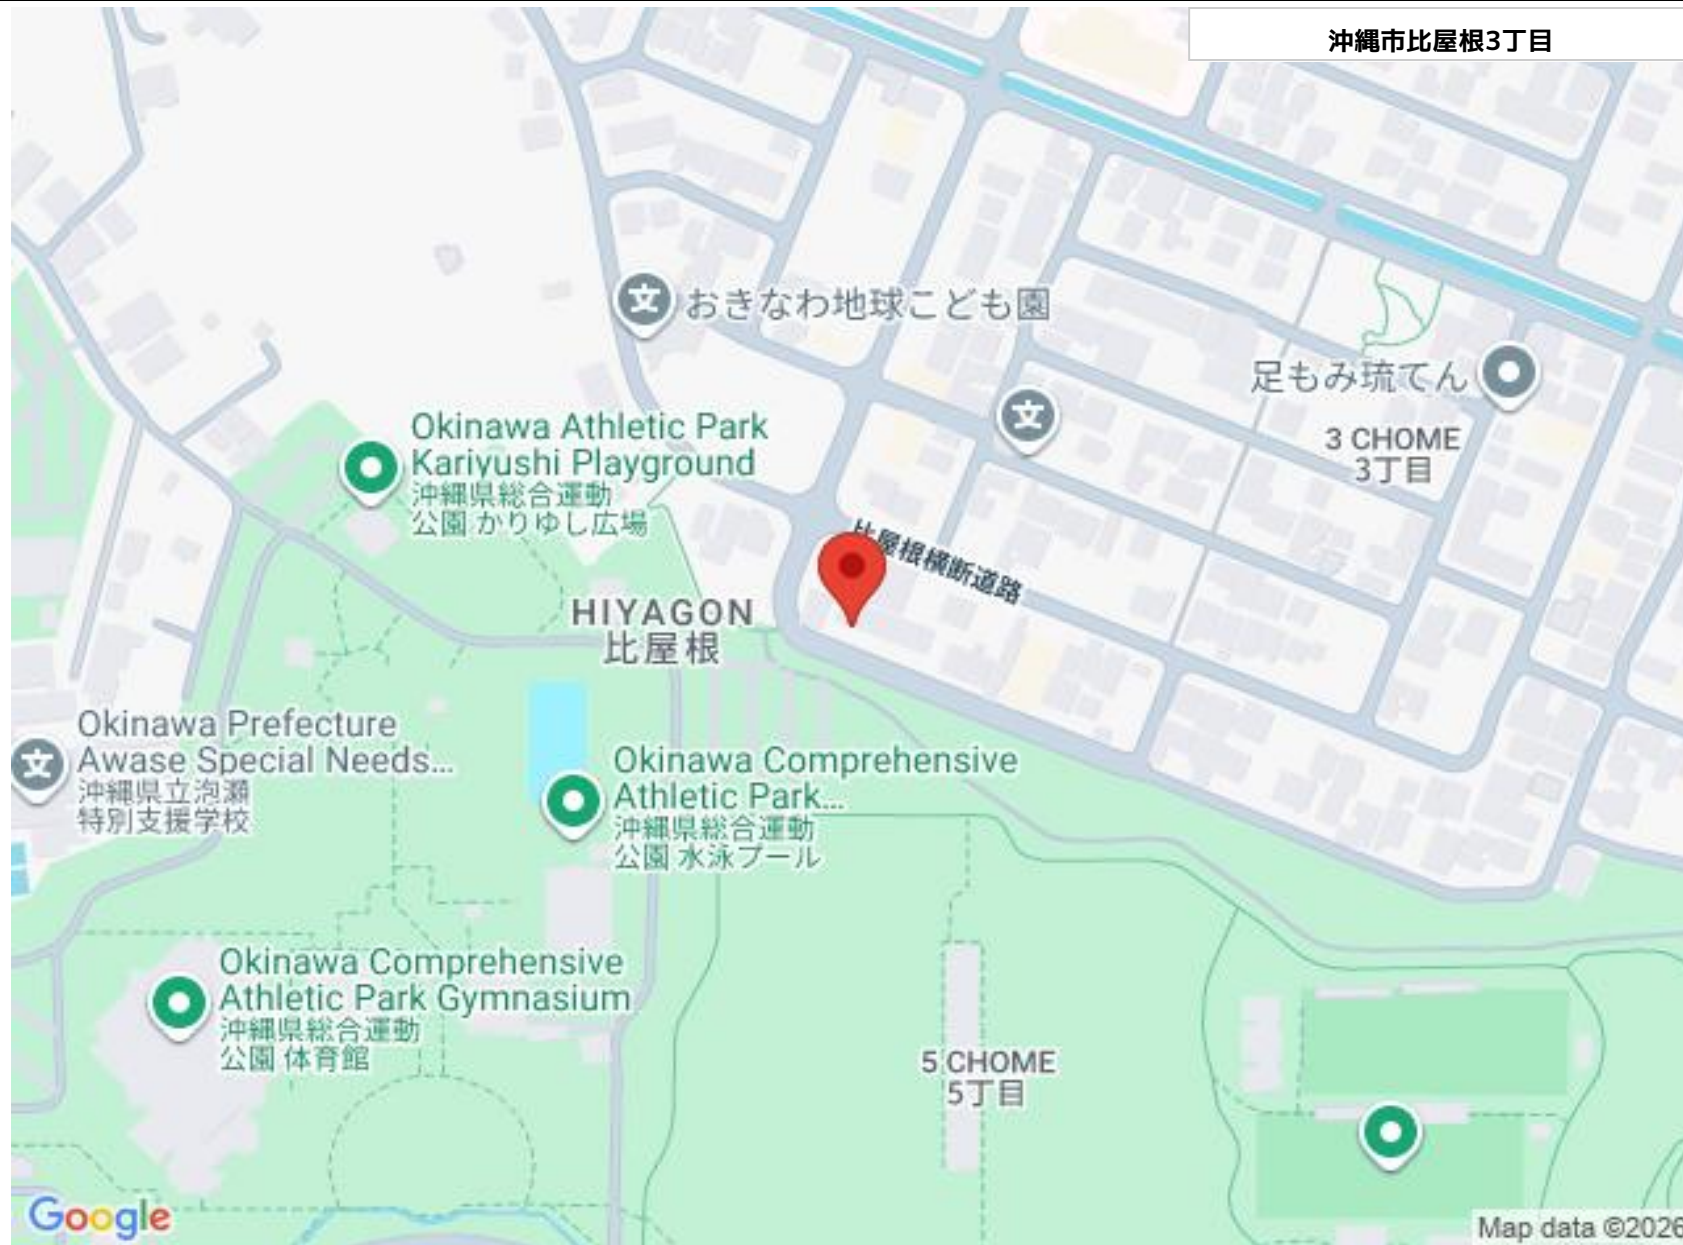 沖縄市比屋根3丁目
おきなわ地球こども園
足もみ琉てん
3 CHOME
3丁目
Okinawa Athletic Park
Kariyushi Playground
沖縄県総合運動
公園 かりゆし広場
比屋根横断道路
HIYAGON
比屋根
Okinawa Prefecture
Awase Special Needs...
沖縄県立泡瀬
特別支援学校
Okinawa Comprehensive
Athletic Park...
沖縄県総合運動
公園 水泳プール
Okinawa Comprehensive
Athletic Park Gymnasium
沖縄県総合運動
公園 体育館
5 CHOME
5丁目
Google
Map data ©2026
文
文
文